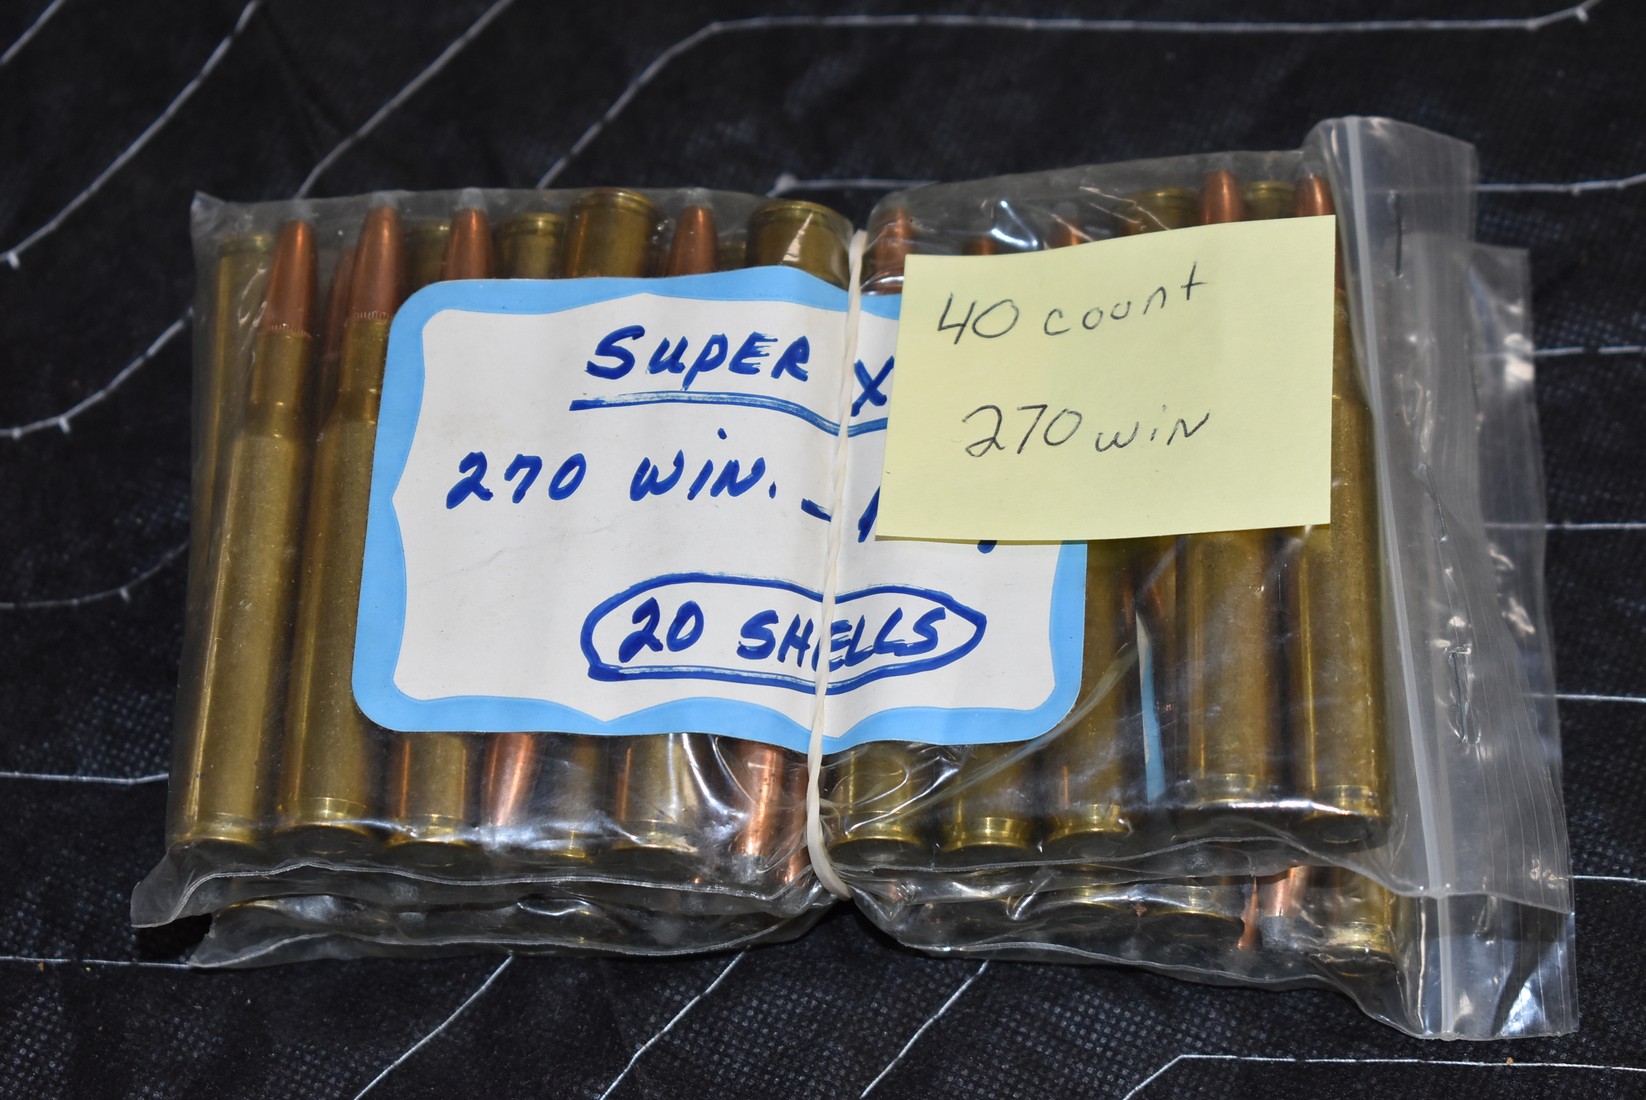 SUPER X
270 WIN. -
20 SHELLS
40 count
270 win